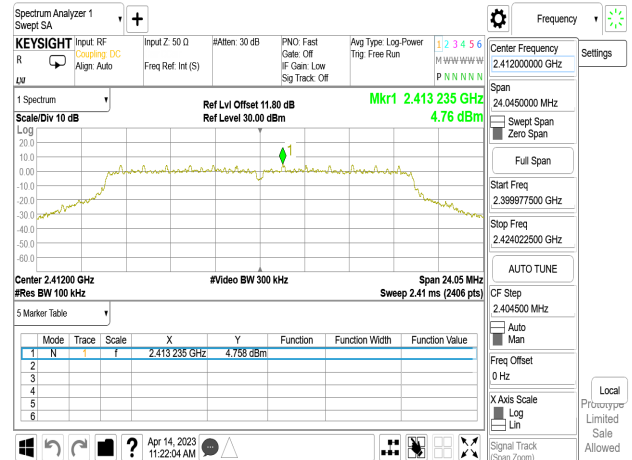 Spectrum Analyzer 1
Swept SA
Frequency
KEYSIGHT
R
Input: RF
Coupling: DC
Align: Auto
Input Z: 50 Ω
Freq Ref: Int (S)
#Atten: 30 dB
PNO: Fast
Gate: Off
IF Gain: Low
Sig Track: Off
Avg Type: Log-Power
Trig: Free Run
1 2 3 4 5 6
M W W W W W
P N N N N N
Center Frequency
2.412000000 GHz
Settings
Span
24.0450000 MHz
Swept Span
Zero Span
Full Span
Start Freq
2.399977500 GHz
Stop Freq
2.424022500 GHz
AUTO TUNE
CF Step
2.404500 MHz
Auto
Man
Freq Offset
0 Hz
X Axis Scale
Log
Lin
Signal Track
(Span Zoom)
Local
Prototype
Limited
Sale
Allowed
1 Spectrum
Scale/Div 10 dB
Ref Lvl Offset 11.80 dB
Ref Level 30.00 dBm
Mkr1 2.413 235 GHz
4.76 dBm
Log
20.0
10.0
0.00
-10.0
-20.0
-30.0
-40.0
-50.0
-60.0
1
Center 2.41200 GHz
#Video BW 300 kHz
Span 24.05 MHz
#Res BW 100 kHz
Sweep 2.41 ms (2406 pts)
5 Marker Table
Mode Trace Scale X Y Function Function Width Function Value
1 N 1 f 2.413 235 GHz 4.758 dBm
2
3
4
5
6
?
Apr 14, 2023
11:22:04 AM